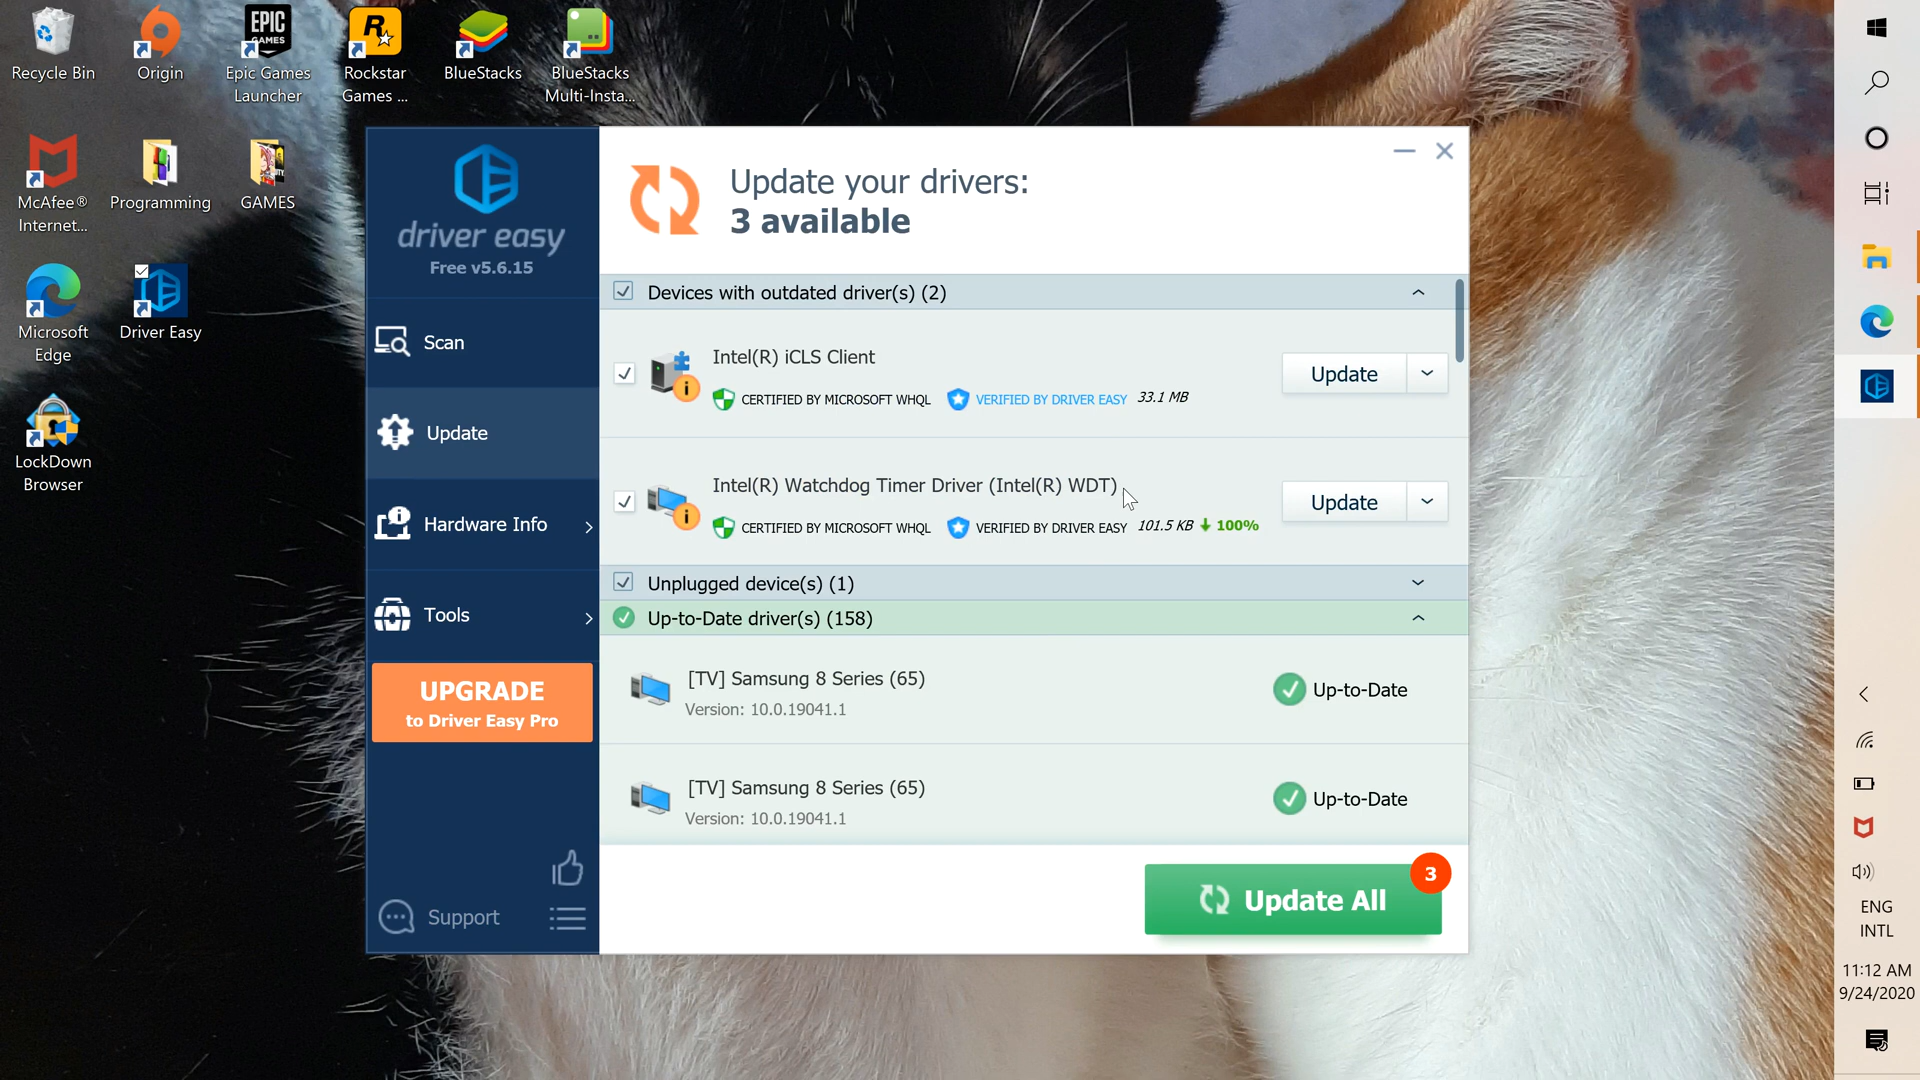 Recycle Bin
Origin
EPIC
GAMES
Epic Games
Launcher
R
Rockstar
Games ...
BlueStacks
BlueStacks
Multi-Insta...
McAfee®
Internet...
Programming
GAMES
Microsoft
Edge
Driver Easy
LockDown
Browser
driver easy
Free v5.6.15
Scan
Update
Hardware Info
Tools
UPGRADE
to Driver Easy Pro
Support
Update your drivers:
3 available
Devices with outdated driver(s) (2)
Intel(R) iCLS Client
CERTIFIED BY MICROSOFT WHQL VERIFIED BY DRIVER EASY 33.1 MB
Update
Intel(R) Watchdog Timer Driver (Intel(R) WDT)
CERTIFIED BY MICROSOFT WHQL VERIFIED BY DRIVER EASY 101.5 KB 100%
Update
Unplugged device(s) (1)
Up-to-Date driver(s) (158)
[TV] Samsung 8 Series (65)
Version: 10.0.19041.1
Up-to-Date
[TV] Samsung 8 Series (65)
Version: 10.0.19041.1
Up-to-Date
Update All
3
ENG
INTL
11:12 AM
9/24/2020